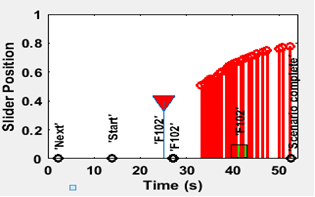 1
0.8
0.6
0.4
0.2
0
Slider Position
'Next'
'Start'
'F102'
'F102'
'F102'
'Scenario complete'
0 10 20 30 40 50
Time (s)